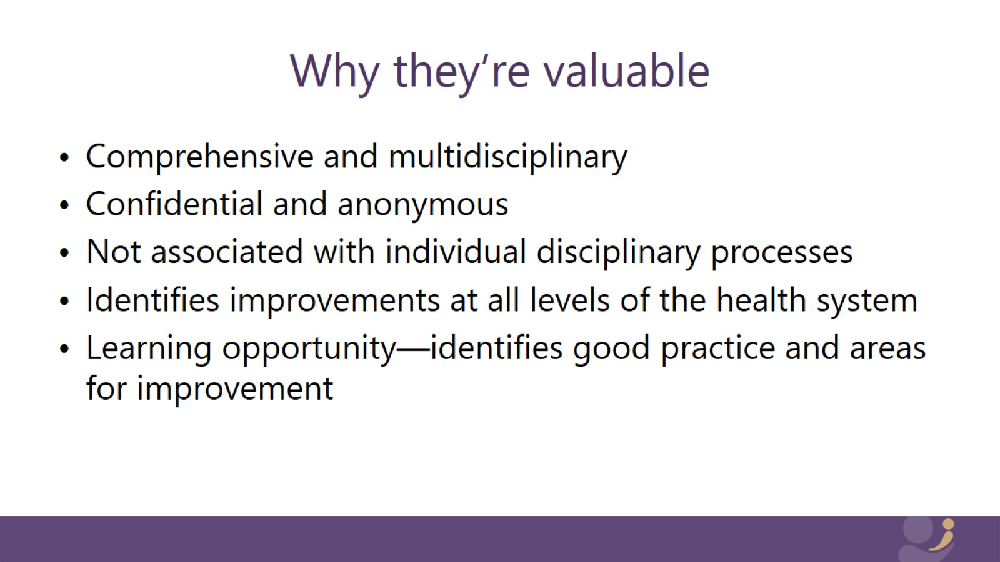 Why they’re valuable
• Comprehensive and multidisciplinary
• Confidential and anonymous
• Not associated with individual disciplinary processes
• Identifies improvements at all levels of the health system
• Learning opportunity—identifies good practice and areas
for improvement